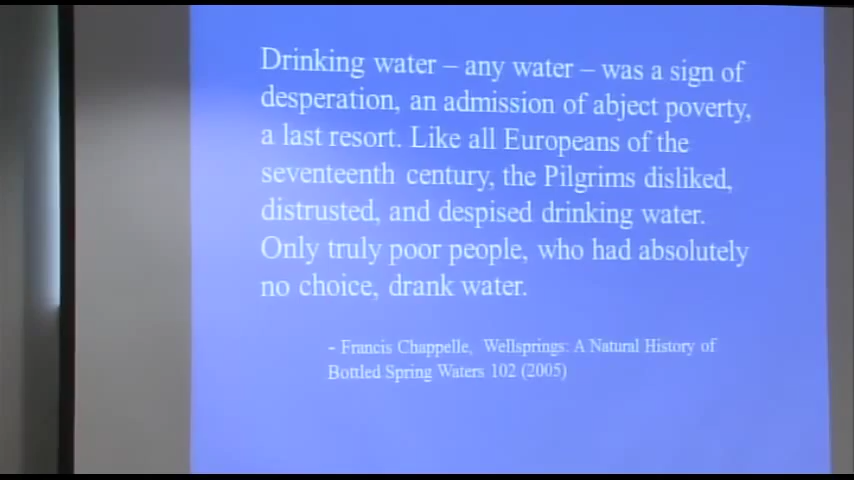 Drinking water – any water – was a sign of
desperation, an admission of abject poverty,
a last resort. Like all Europeans of the
seventeenth century, the Pilgrims disliked,
distrusted, and despised drinking water.
Only truly poor people, who had absolutely
no choice, drank water.
- Francis Chappelle, Wellsprings: A Natural History of
Bottled Spring Waters 102 (2005)